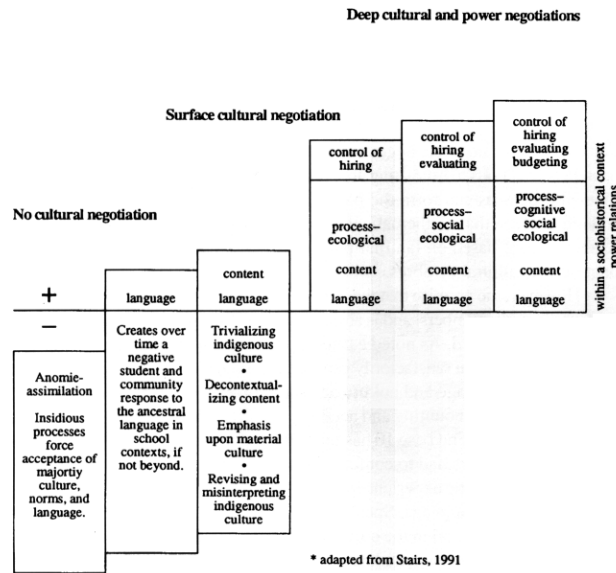 Deep cultural and power negotiations
Surface cultural negotiation
No cultural negotiation
+
−
Anomie-
assimilation
Insidious
processes
force
acceptance of
majortiy
culture,
norms, and
language.
language
Creates over
time a
negative
student and
community
response to
the ancestral
language in
school
contexts, if
not beyond.
content
language
Trivializing
indigenous
culture
•
Decontextual-
izing content
•
Emphasis
upon material
culture
•
Revising and
misinterpreting
indigenous
culture
control of
hiring
process–
ecological
content
language
control of
hiring
evaluating
process–
social
ecological
content
language
control of
hiring
evaluating
budgeting
process–
cognitive
social
ecological
content
language
within a sociohistorical context
power relations
* adapted from Stairs, 1991